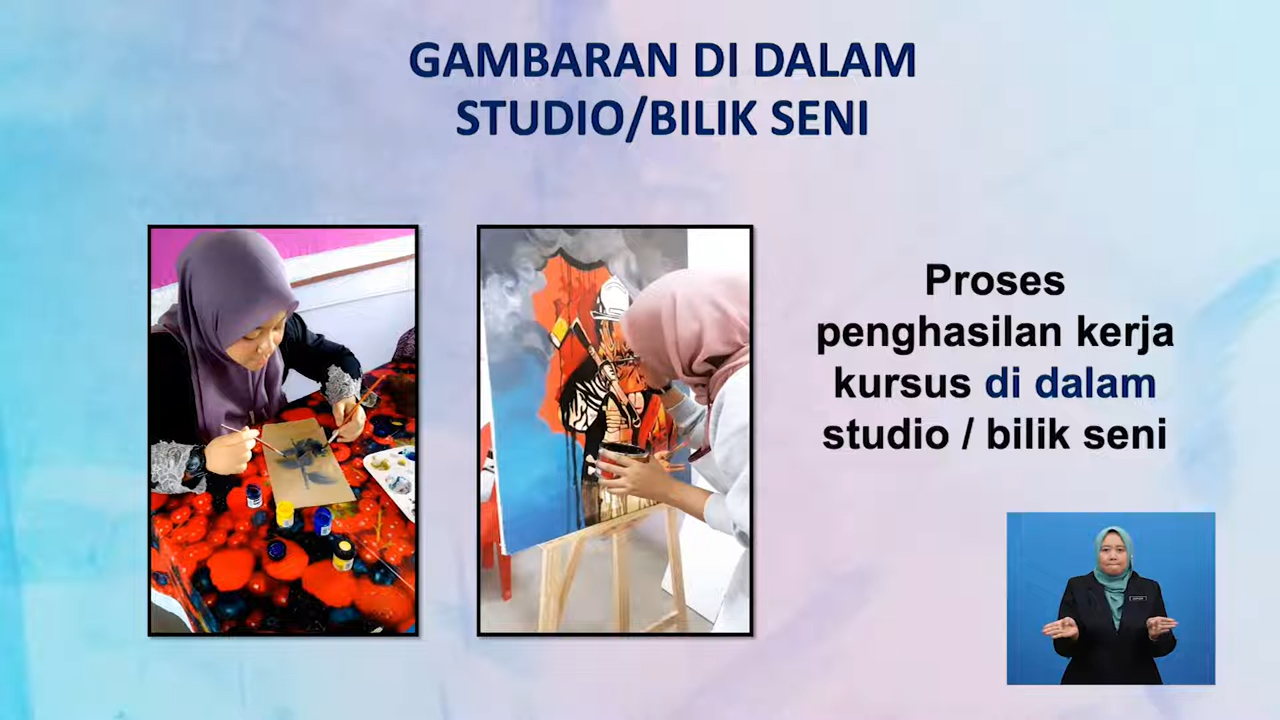 GAMBARAN DI DALAM
STUDIO/BILIK SENI
Proses
penghasilan kerja
kursus di dalam
studio / bilik seni